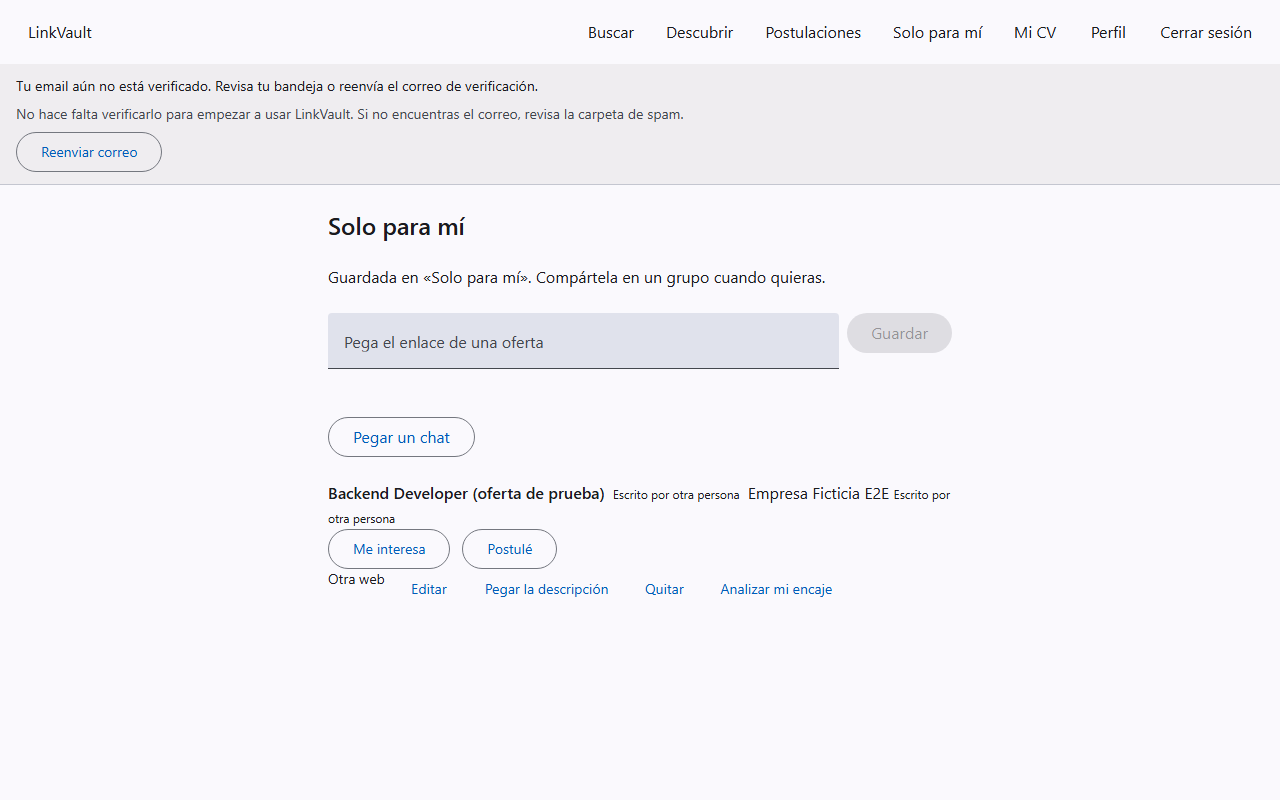 LinkVault
Buscar Descubrir Postulaciones Solo para mí Mi CV Perfil Cerrar sesión
Tu email aún no está verificado. Revisa tu bandeja o reenvía el correo de verificación.
No hace falta verificarlo para empezar a usar LinkVault. Si no encuentras el correo, revisa la carpeta de spam.
Reenviar correo
Solo para mí
Guardada en «Solo para mí». Compártela en un grupo cuando quieras.
Pega el enlace de una oferta
Guardar
Pegar un chat
Backend Developer (oferta de prueba) Escrito por otra persona Empresa Ficticia E2E Escrito por
otra persona
Me interesa Postulé
Otra web Editar Pegar la descripción Quitar Analizar mi encaje